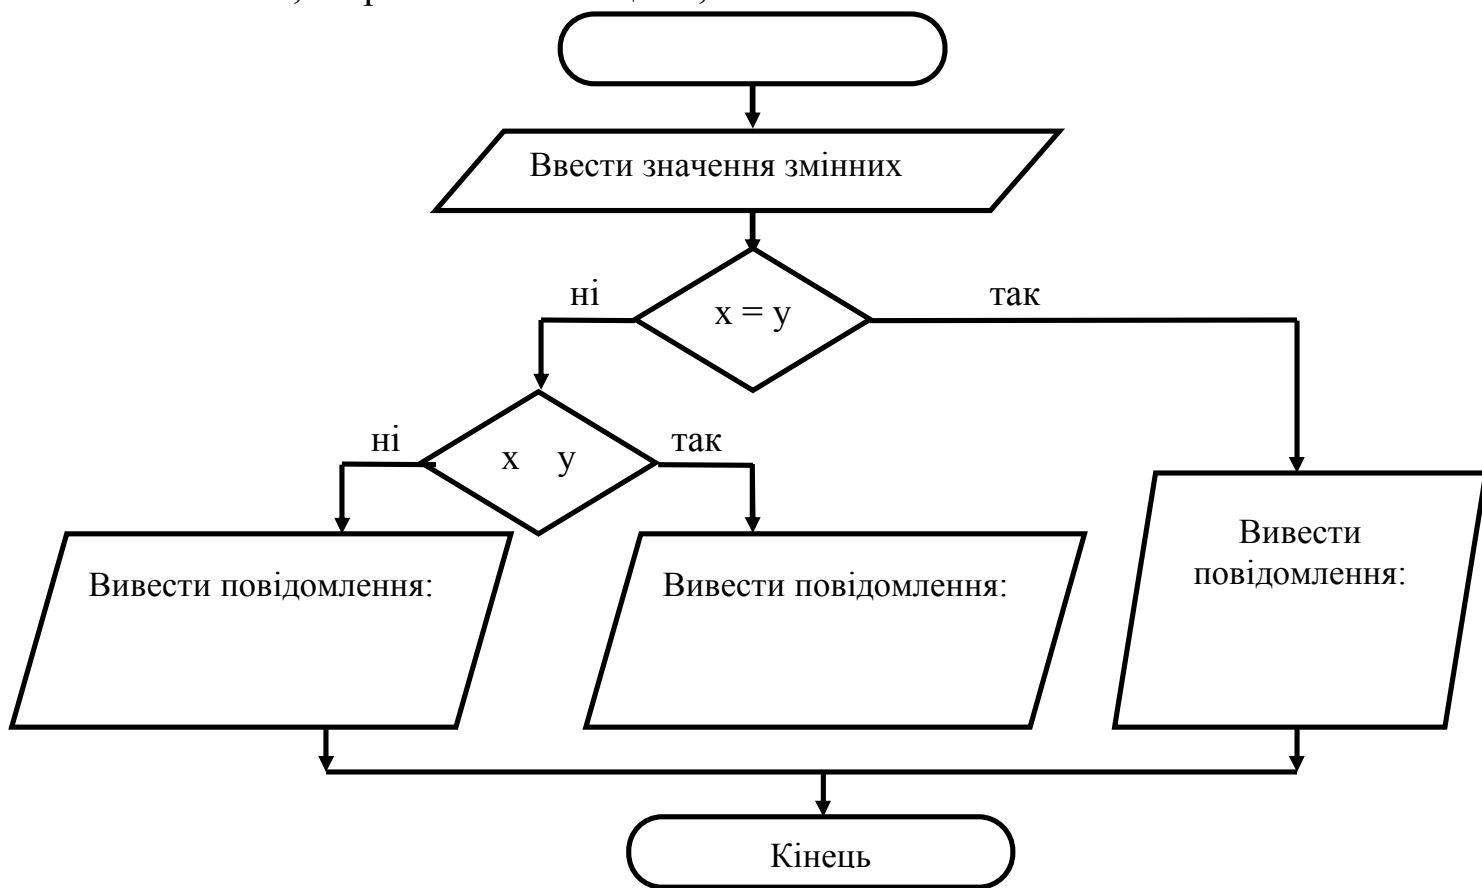 Ввести значення змінних
ні
x = y
так
ні
x y
так
Вивести повідомлення:
Вивести повідомлення:
Вивести
повідомлення:
Кінець